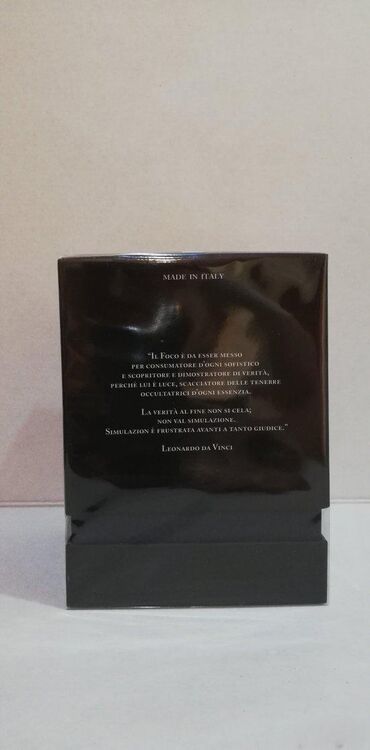 MADE IN ITALY
"IL FOCO È DA ESSER MESSO
PER CONSUMATORE D'OGNI SOFISTICO
E SCOPRITORE E DIMOSTRATORE DI VERITÀ,
PERCHÉ LUI È LUCE, SCACCIATORE DELLE TENEBRE
OCCULTATRICI D'OGNI ESSENZIA.
LA VERITÀ AL FINE NON SI CELA;
NON VAL SIMULAZIONE.
SIMULAZION È FRUSTRATA AVANTI A TANTO GIUDICE."
LEONARDO DA VINCI